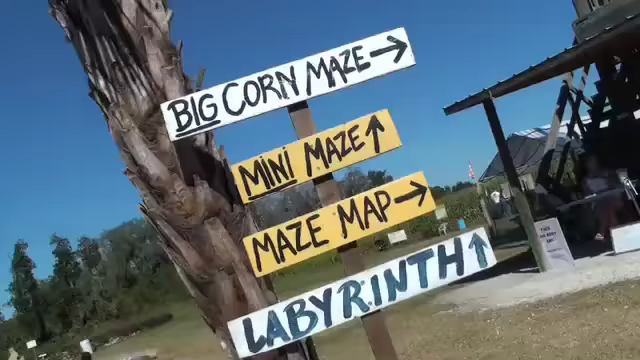 BIG CORN MAZE →
MINI MAZE ↑
MAZE MAP →
LABYRINTH ↑